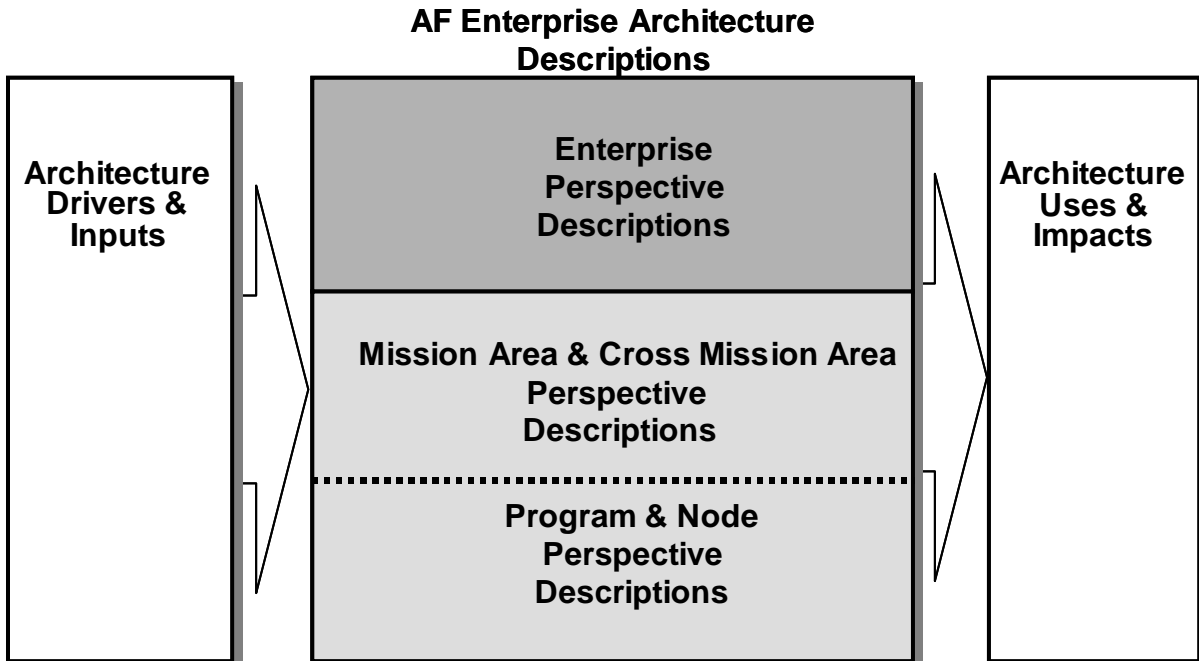 AF Enterprise Architecture
Descriptions
Architecture
Drivers &
Inputs
Enterprise
Perspective
Descriptions
Mission Area & Cross Mission Area
Perspective
Descriptions
Program & Node
Perspective
Descriptions
Architecture
Uses &
Impacts